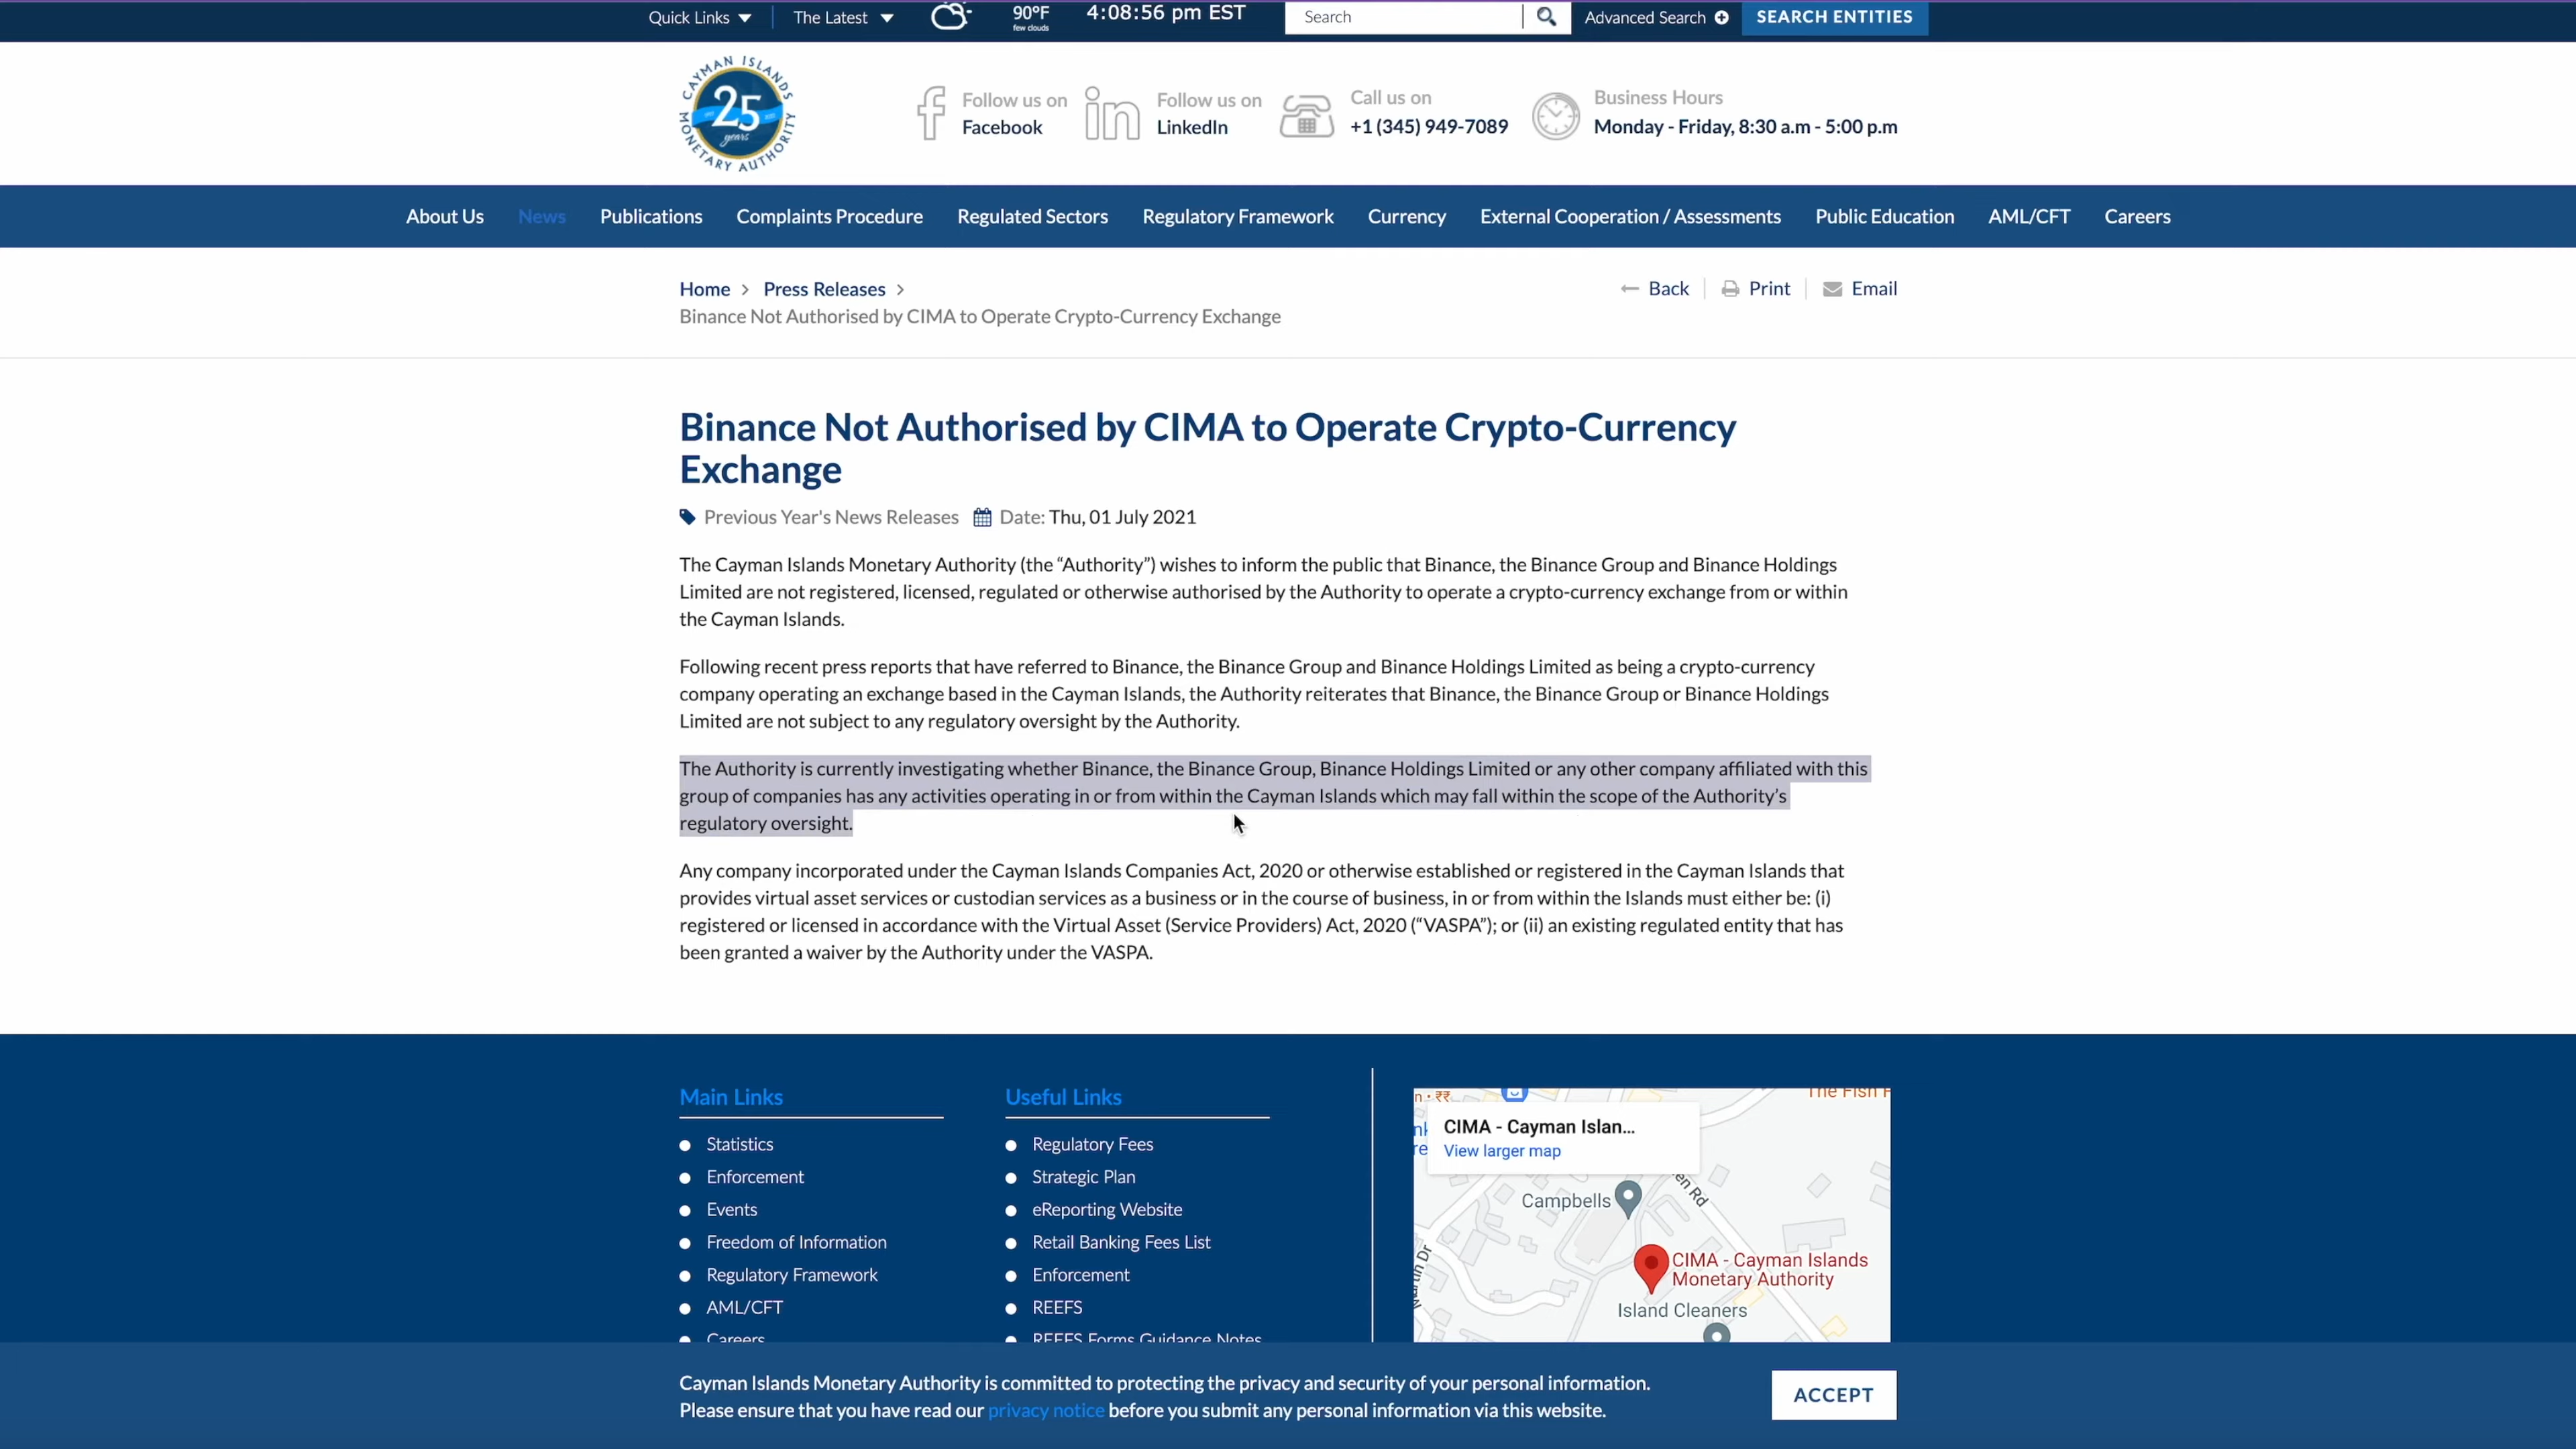 Quick Links
The Latest
90°F
few clouds
4:08:56 pm EST
Search
Advanced Search
SEARCH ENTITIES
CAYMAN ISLANDS
25
years
MONETARY AUTHORITY
Follow us on
Facebook
Follow us on
LinkedIn
Call us on
+1 (345) 949-7089
Business Hours
Monday - Friday, 8:30 a.m - 5:00 p.m
About Us News Publications Complaints Procedure Regulated Sectors Regulatory Framework Currency External Cooperation / Assessments Public Education AML/CFT Careers
Home > Press Releases >
Back Print Email
Binance Not Authorised by CIMA to Operate Crypto-Currency Exchange
Binance Not Authorised by CIMA to Operate Crypto-Currency
Exchange
Previous Year's News Releases Date: Thu, 01 July 2021
The Cayman Islands Monetary Authority (the “Authority”) wishes to inform the public that Binance, the Binance Group and Binance Holdings
Limited are not registered, licensed, regulated or otherwise authorised by the Authority to operate a crypto-currency exchange from or within
the Cayman Islands.
Following recent press reports that have referred to Binance, the Binance Group and Binance Holdings Limited as being a crypto-currency
company operating an exchange based in the Cayman Islands, the Authority reiterates that Binance, the Binance Group or Binance Holdings
Limited are not subject to any regulatory oversight by the Authority.
The Authority is currently investigating whether Binance, the Binance Group, Binance Holdings Limited or any other company affiliated with this
group of companies has any activities operating in or from within the Cayman Islands which may fall within the scope of the Authority’s
regulatory oversight.
Any company incorporated under the Cayman Islands Companies Act, 2020 or otherwise established or registered in the Cayman Islands that
provides virtual asset services or custodian services as a business or in the course of business, in or from within the Islands must either be: (i)
registered or licensed in accordance with the Virtual Asset (Service Providers) Act, 2020 (“VASPA”); or (ii) an existing regulated entity that has
been granted a waiver by the Authority under the VASPA.
Main Links
Statistics
Enforcement
Events
Freedom of Information
Regulatory Framework
AML/CFT
Careers
Useful Links
Regulatory Fees
Strategic Plan
eReporting Website
Retail Banking Fees List
Enforcement
REEFS
REEFS Forms Guidance Notes
The Fish
CIMA - Cayman Islan...
View larger map
en Rd
Campbells
CIMA - Cayman Islands
Monetary Authority
Island Cleaners
Cayman Islands Monetary Authority is committed to protecting the privacy and security of your personal information.
Please ensure that you have read our privacy notice before you submit any personal information via this website.
ACCEPT